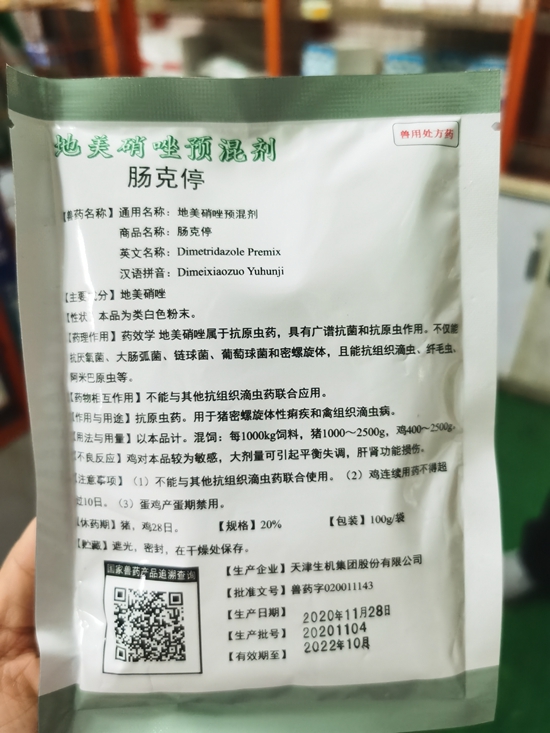 地美硝唑预混剂
兽用处方药
肠克停
【兽药名称】通用名称：地美硝唑预混剂
商品名称：肠克停
英文名称：Dimetridazole Premix
汉语拼音：Dimeixiaozuo Yuhunji
【主要成分】地美硝唑
【性状】本品为类白色粉末。
【药理作用】药效学 地美硝唑属于抗原虫药，具有广谱抗菌和抗原虫作用。不仅能
抗厌氧菌、大肠弧菌、链球菌、葡萄球菌和密螺旋体，且能抗组织滴虫、纤毛虫、
阿米巴原虫等。
【药物相互作用】不能与其他抗组织滴虫药联合应用。
【作用与用途】抗原虫药。用于猪密螺旋体性痢疾和禽组织滴虫病。
【用法与用量】以本品计。混饲：每1000kg饲料，猪1000～2500g，鸡400～2500g。
【不良反应】鸡对本品较为敏感，大剂量可引起平衡失调，肝肾功能损伤。
【注意事项】（1）不能与其他抗组织滴虫药联合使用。（2）鸡连续用药不得超
过10日。（3）蛋鸡产蛋期禁用。
【休药期】猪，鸡28日。 【规格】20% 【包装】100g/袋
【贮藏】遮光，密封，在干燥处保存。
国家兽药产品追溯查询
【生产企业】天津生机集团股份有限公司
【批准文号】兽药字020011143
【生产日期】 2020年11月28日
【生产批号】 20201104
【有效期至】 2022年10月